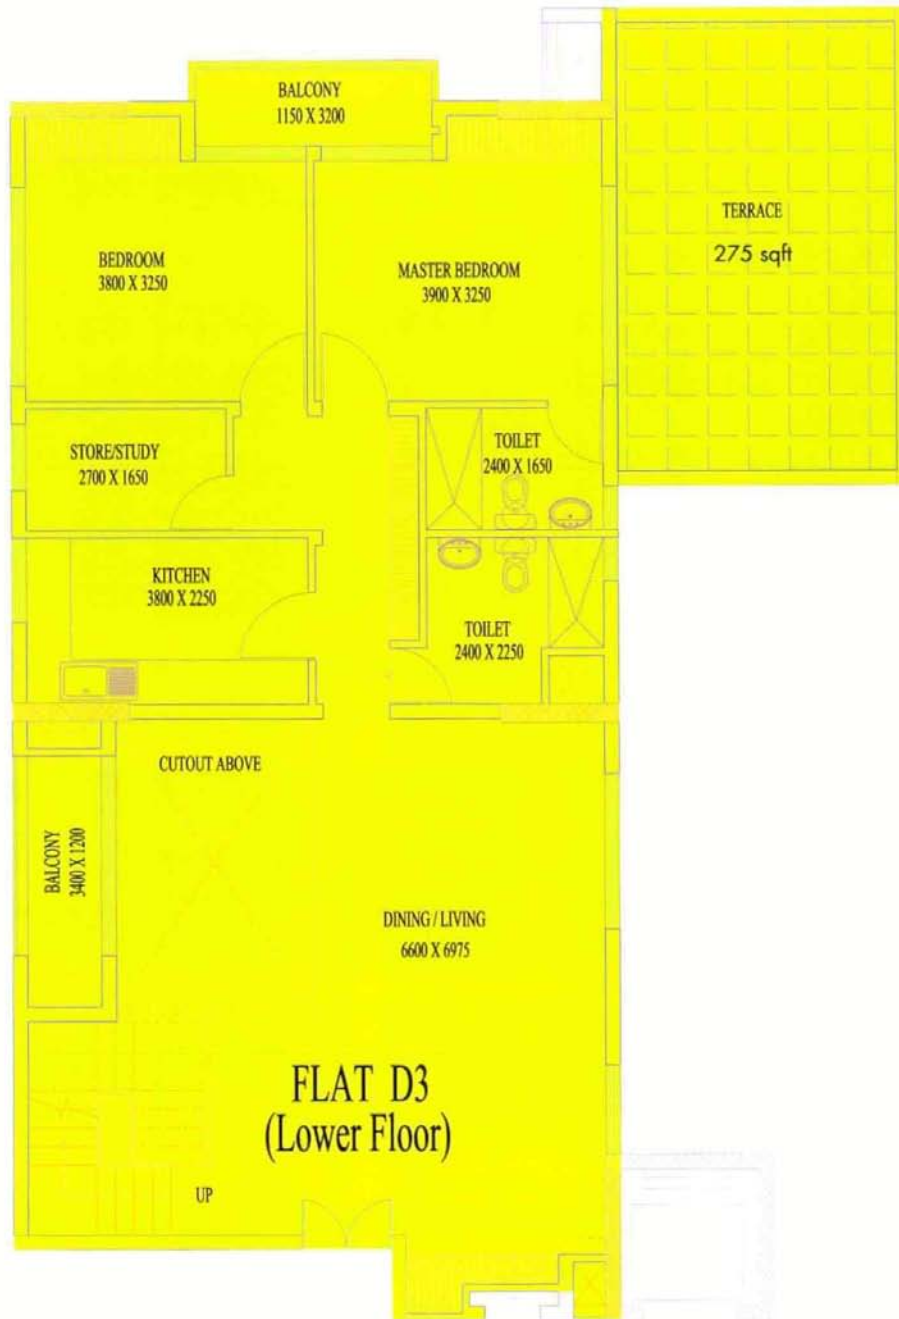 BALCONY
1150 X 3200
TERRACE
275 sqft
BEDROOM
3800 X 3250
MASTER BEDROOM
3900 X 3250
STORE/STUDY
2700 X 1650
TOILET
2400 X 1650
KITCHEN
3800 X 2250
TOILET
2400 X 2250
CUTOUT ABOVE
BALCONY
3400 X 1200
DINING / LIVING
6600 X 6975
FLAT D3
(Lower Floor)
UP